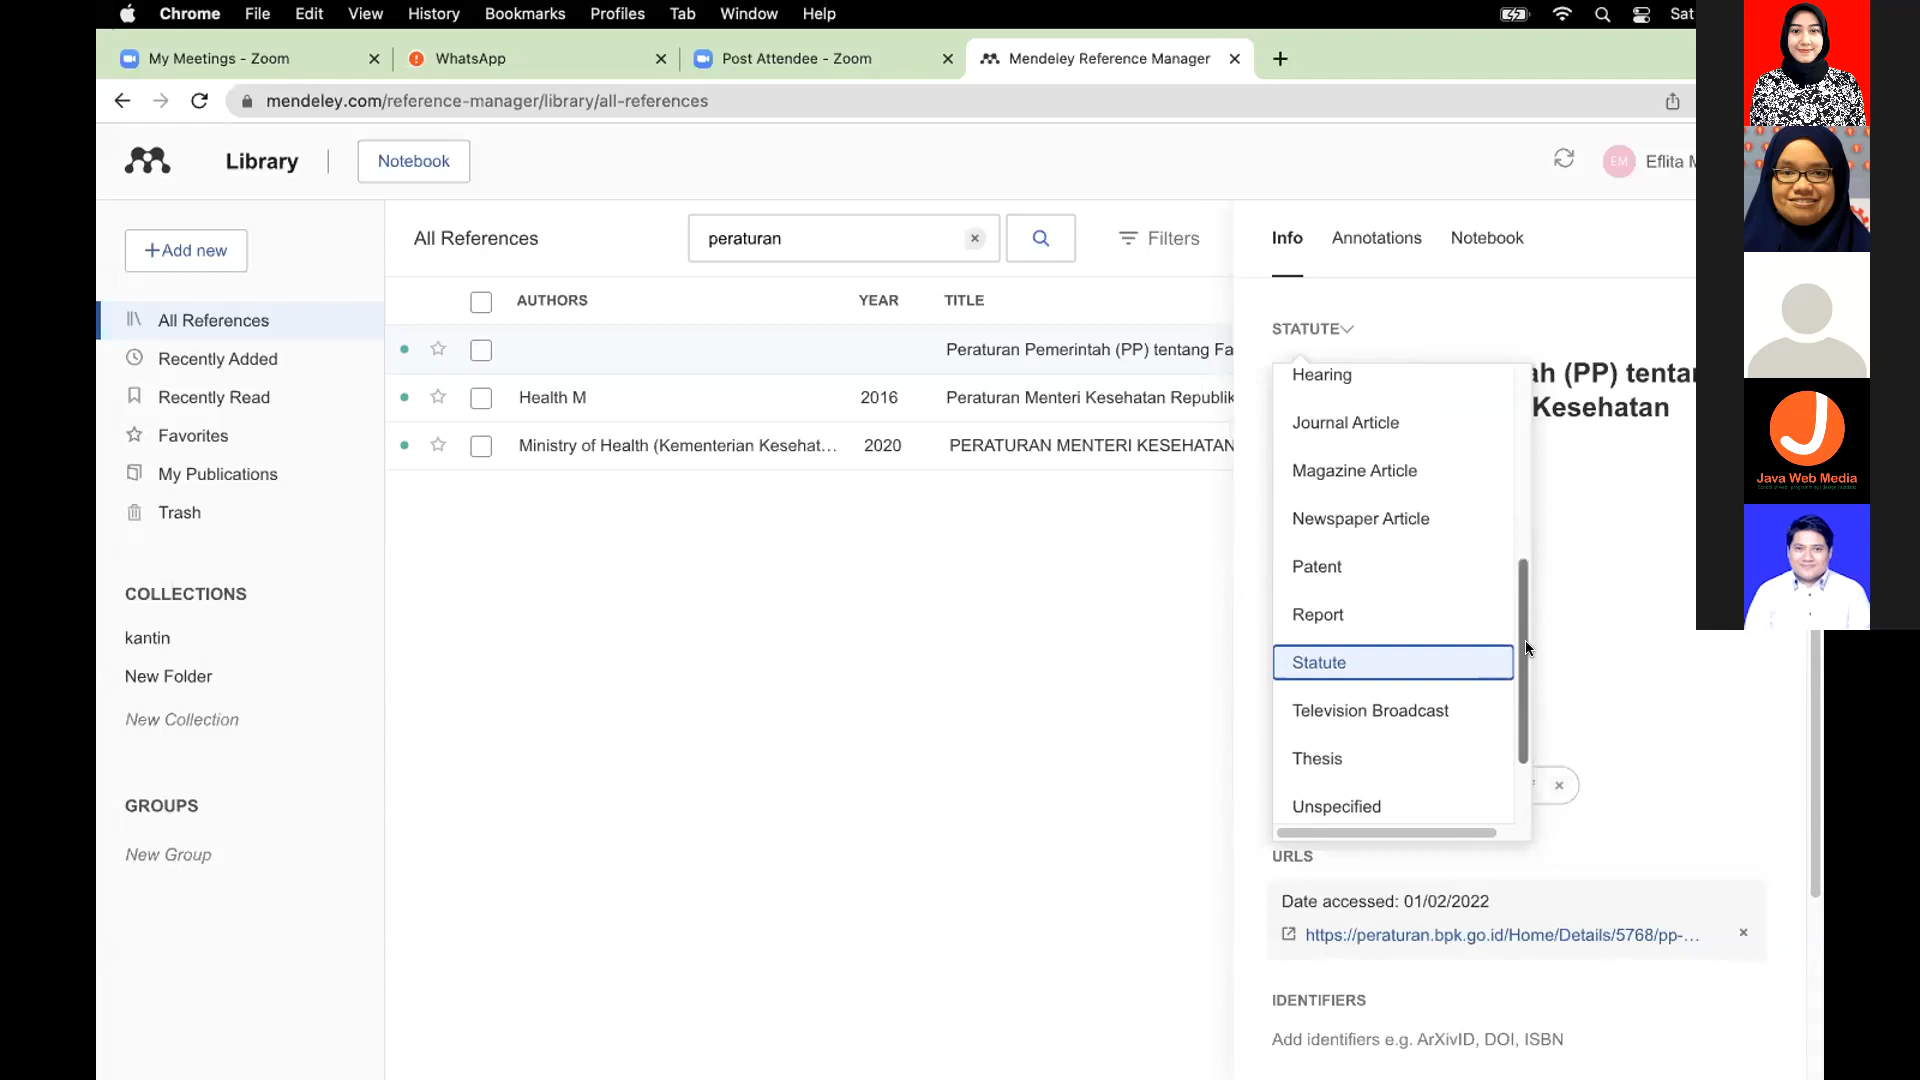 Chrome File Edit View History Bookmarks Profiles Tab Window Help Sat
My Meetings - Zoom WhatsApp Post Attendee - Zoom Mendeley Reference Manager
mendeley.com/reference-manager/library/all-references
Library Notebook EM Eflita M
+Add new
All References
Recently Added
Recently Read
Favorites
My Publications
Trash
COLLECTIONS
kantin
New Folder
New Collection
GROUPS
New Group
All References peraturan Filters
AUTHORS YEAR TITLE
Peraturan Pemerintah (PP) tentang Fa
Health M 2016 Peraturan Menteri Kesehatan Republik
Ministry of Health (Kementerian Kesehat... 2020 PERATURAN MENTERI KESEHATAN
Info Annotations Notebook
STATUTE
ah (PP) tentan
Kesehatan
Hearing
Journal Article
Magazine Article
Newspaper Article
Patent
Report
Statute
Television Broadcast
Thesis
Unspecified
URLS
Date accessed: 01/02/2022
https://peraturan.bpk.go.id/Home/Details/5768/pp-...
IDENTIFIERS
Add identifiers e.g. ArXivID, DOI, ISBN
Java Web Media